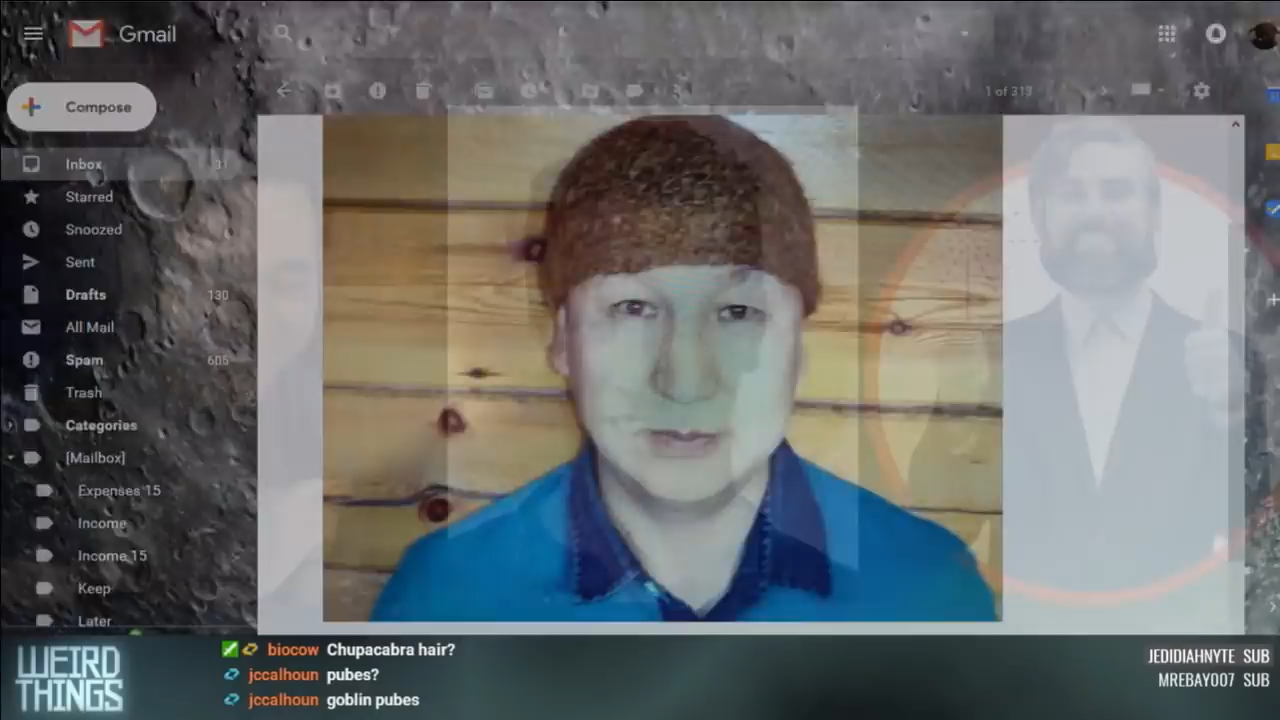 Gmail
Compose
1 of 313
Inbox 31
Starred
Snoozed
Sent
Drafts 130
All Mail
Spam 605
Trash
Categories
[Mailbox]
Expenses 15
Income
Income 15
Keep
Later
WEIRD
THINGS
biocow Chupacabra hair?
jccalhoun pubes?
jccalhoun goblin pubes
JEDIDIAHNYTE SUB
MREBAY007 SUB